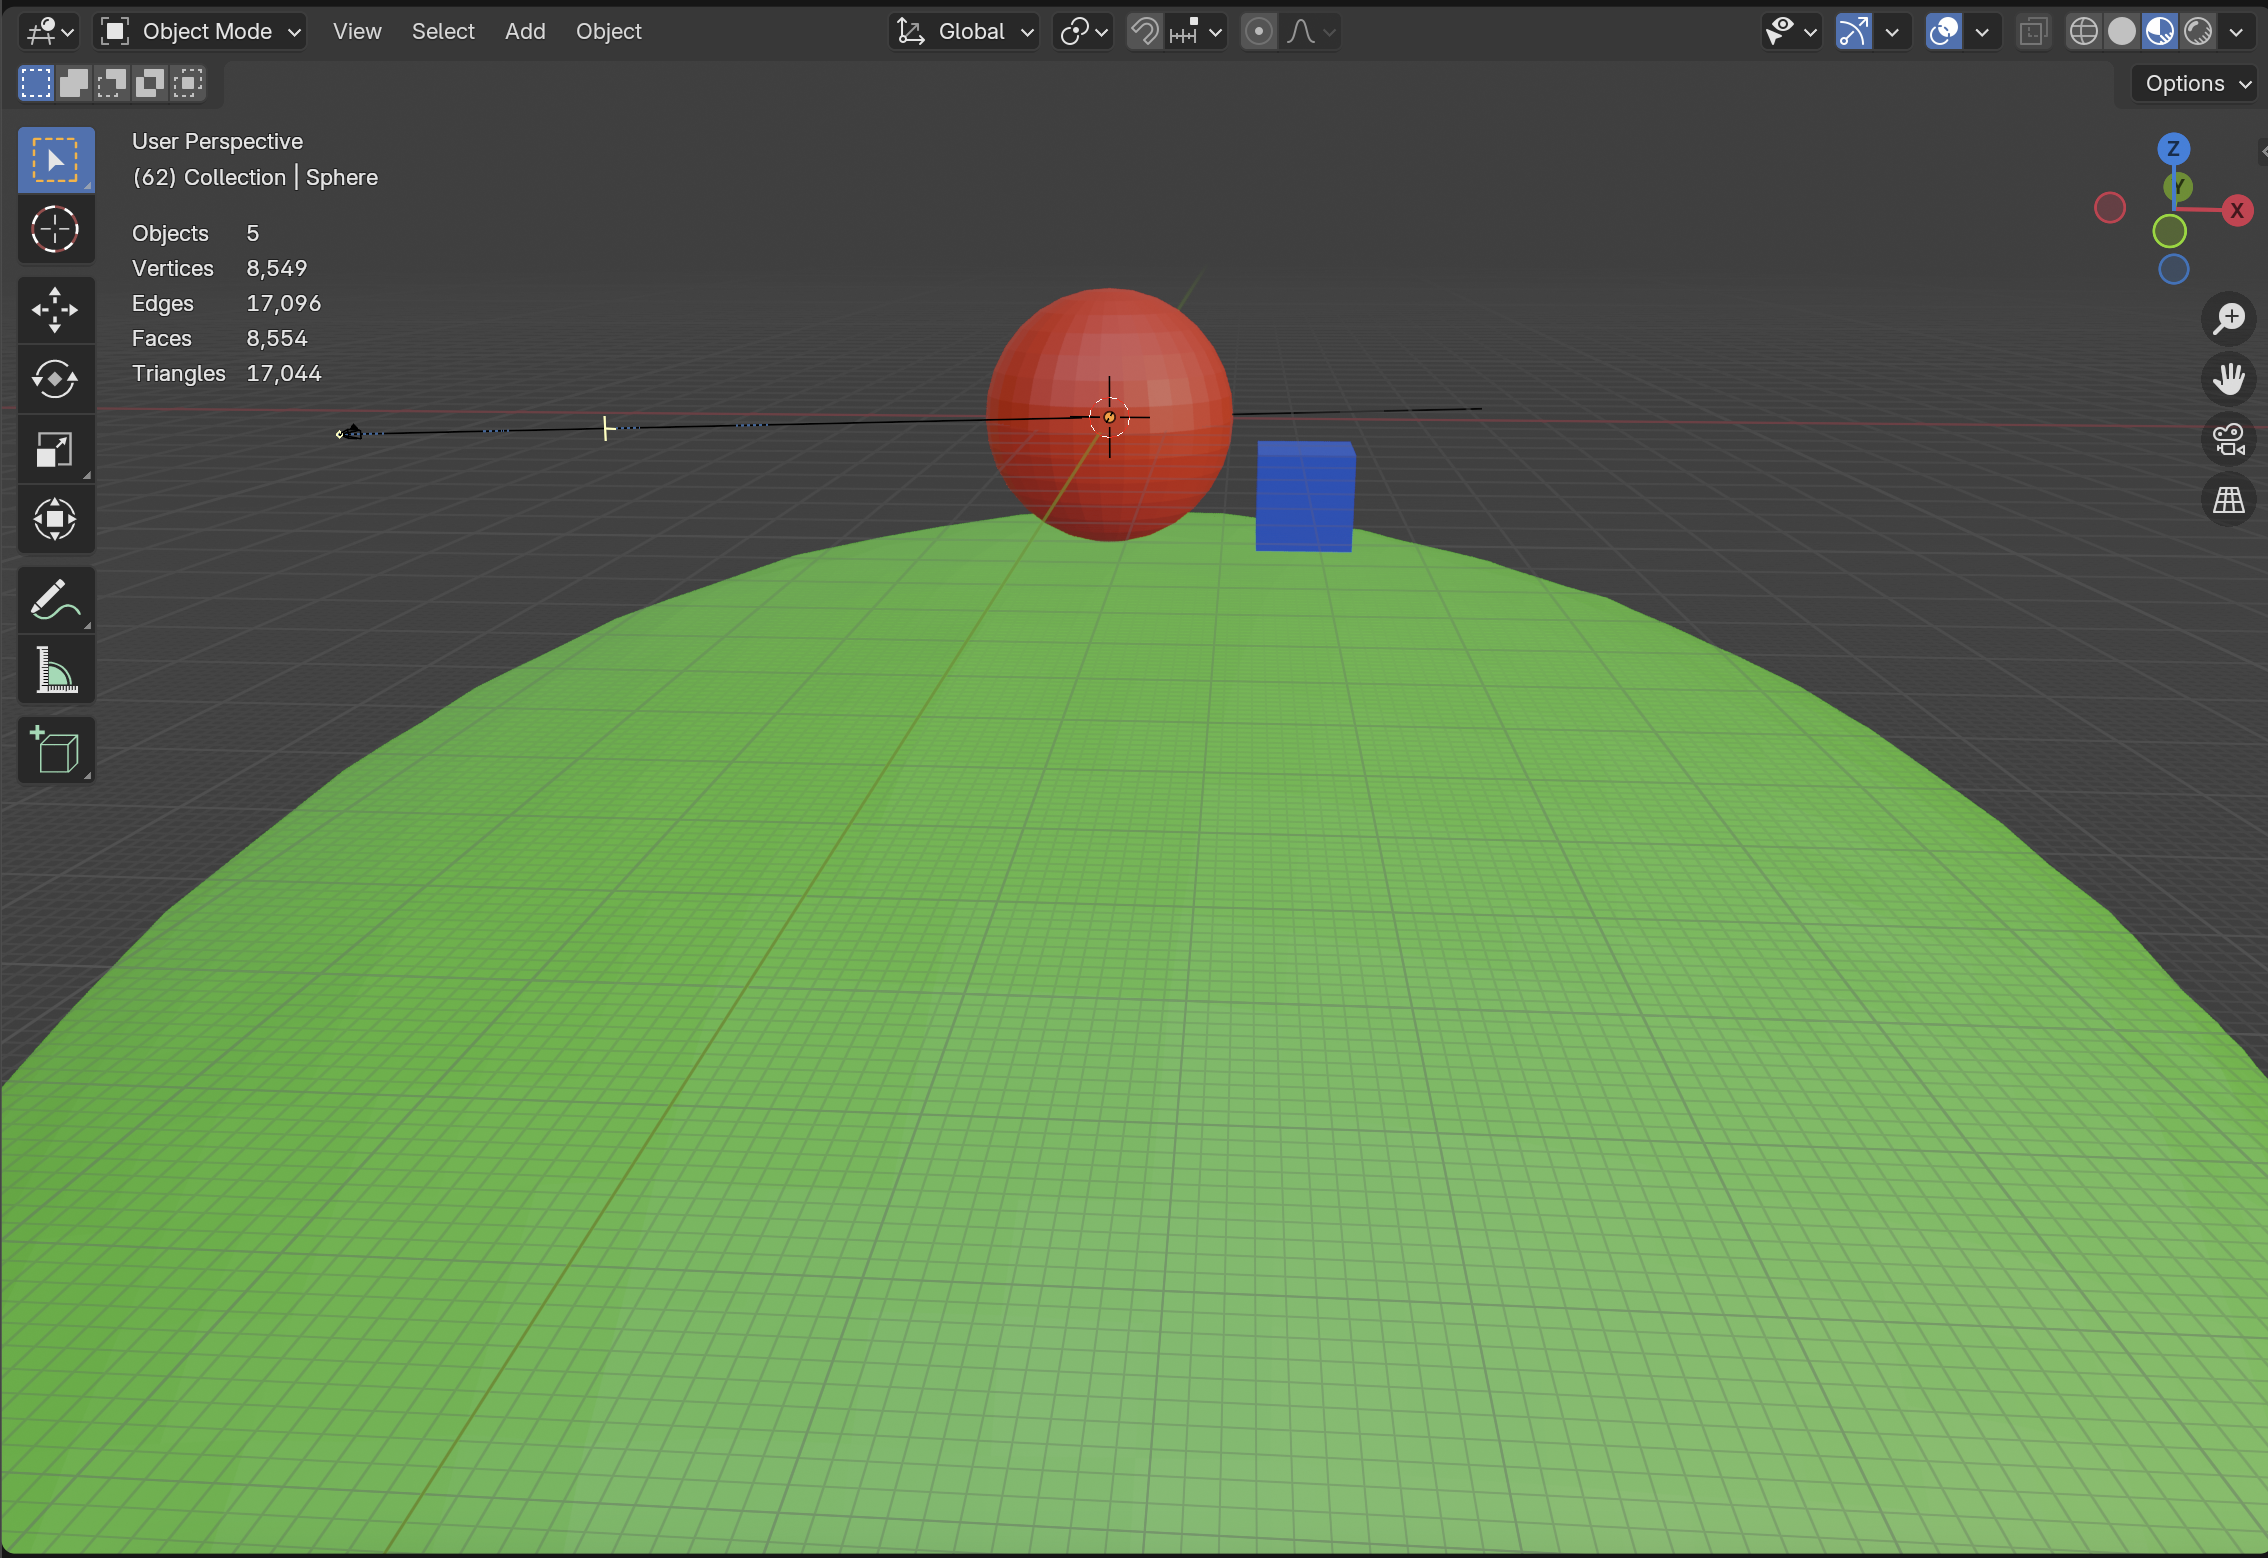 Object Mode View Select Add Object Global
Options
User Perspective
(62) Collection | Sphere
Objects 5
Vertices 8,549
Edges 17,096
Faces 8,554
Triangles 17,044
Z
Y
X